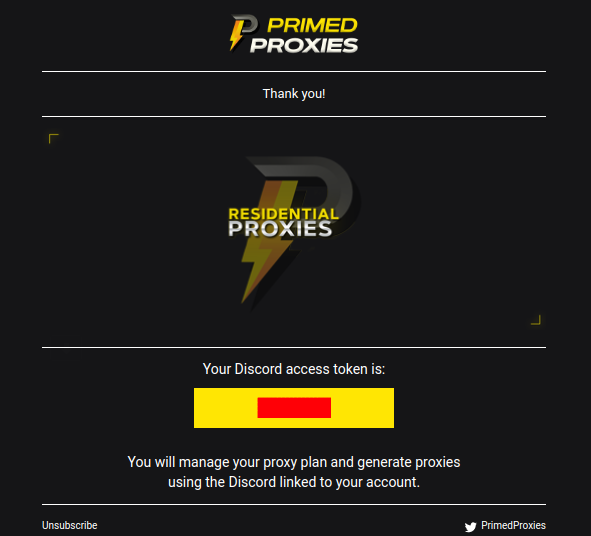 PRIMED
PROXIES
Thank you!
RESIDENTIAL
PROXIES
Your Discord access token is:
You will manage your proxy plan and generate proxies
using the Discord linked to your account.
Unsubscribe
PrimedProxies